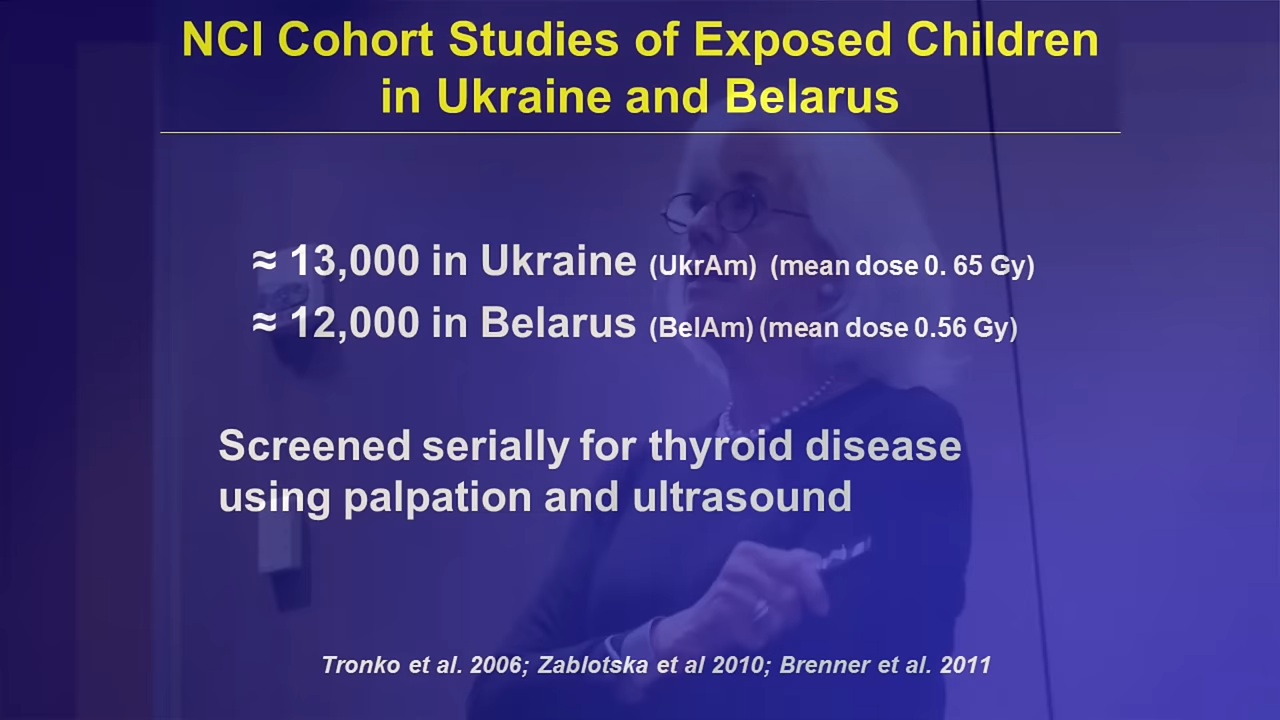 NCI Cohort Studies of Exposed Children
in Ukraine and Belarus
≈ 13,000 in Ukraine (UkrAm) (mean dose 0. 65 Gy)
≈ 12,000 in Belarus (BelAm) (mean dose 0.56 Gy)
Screened serially for thyroid disease
using palpation and ultrasound
Tronko et al. 2006; Zablotska et al 2010; Brenner et al. 2011